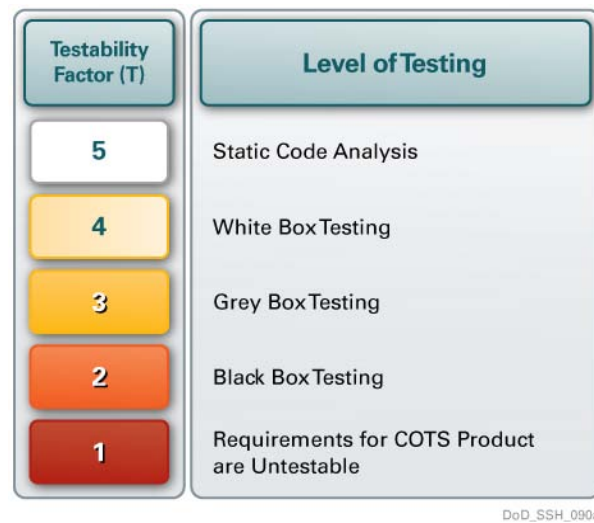 Testability
Factor (T)
Level of Testing
5
Static Code Analysis
4
White Box Testing
3
Grey Box Testing
2
Black Box Testing
1
Requirements for COTS Product
are Untestable